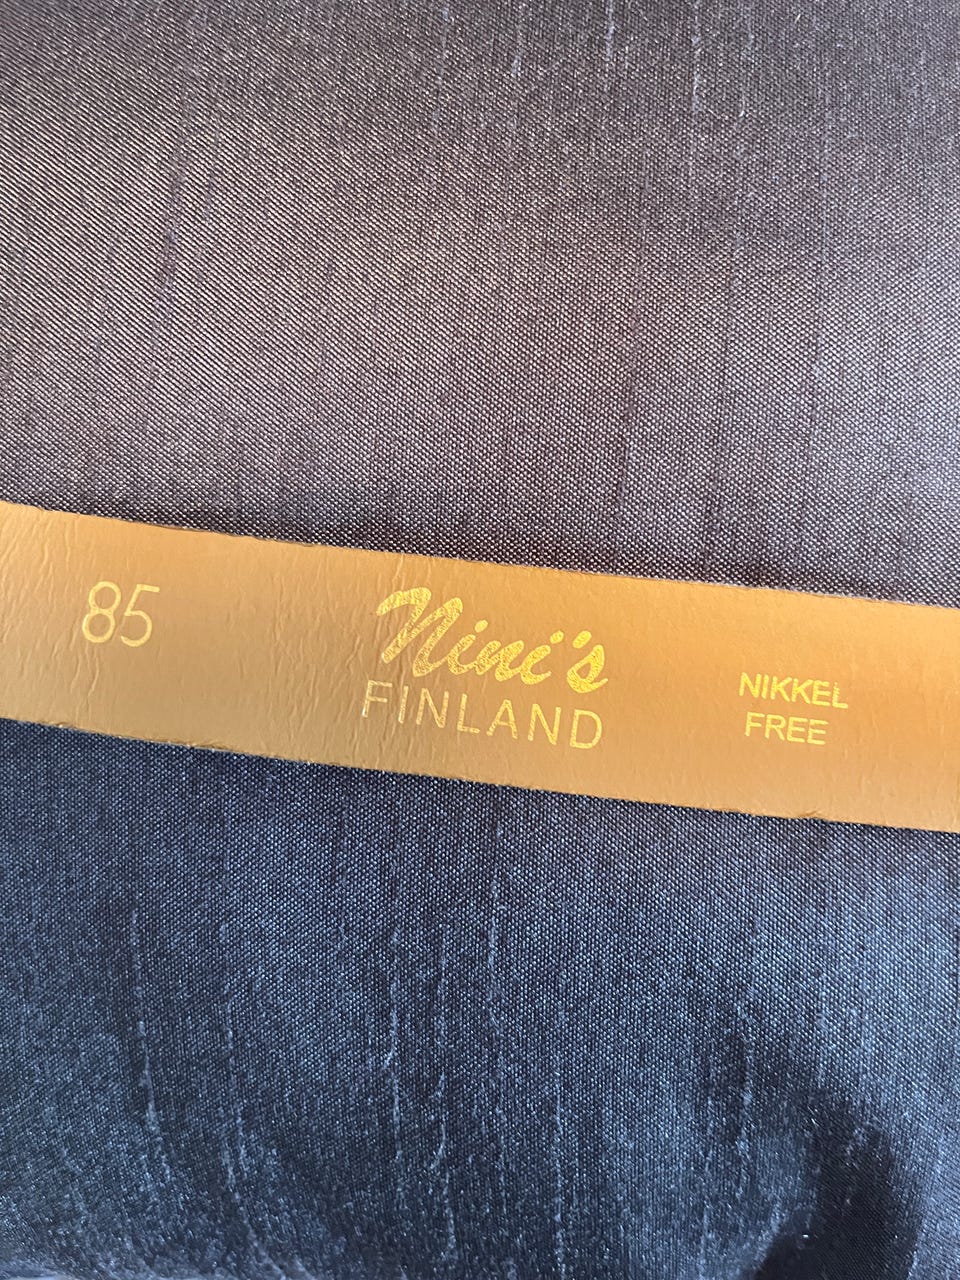 85
Nini's
FINLAND
NIKKEL
FREE